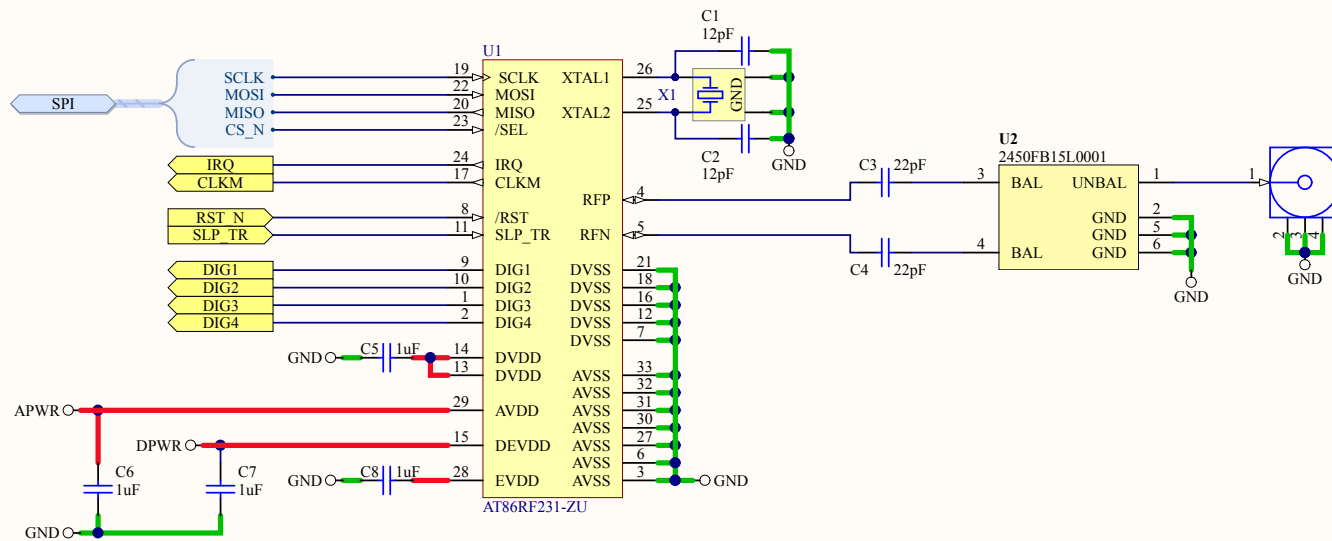 C1
12pF
U1
SCLK 19 SCLK XTAL1 26
MOSI 22 MOSI
SPI
MISO 20 MISO XTAL2 25 X1 GND
CS_N 23 /SEL
C2
12pF
GND
IRQ 24 IRQ
CLKM 17 CLKM
RFP 4 C3 22pF
U2
2450FB15L0001
3 BAL UNBAL 1 1
RST_N 8 /RST
SLP_TR 11 SLP_TR RFN 5
C4 22pF 4 BAL
GND 2
GND 5
GND 6
GND
2 3 4
GND
DIG1 9 DIG1 DVSS 21
DIG2 10 DIG2 DVSS 18
DIG3 1 DIG3 DVSS 16
DIG4 2 DIG4 DVSS 12
DVSS 7
GND C5 1uF 14 DVDD
13 DVDD AVSS 33
AVSS 32
APWR 29 AVDD AVSS 31
AVSS 30
DPWR 15 DEVDD AVSS 27
AVSS 6
GND C8 1uF 28 EVDD AVSS 3 GND
C6
1uF
C7
1uF
GND
AT86RF231-ZU